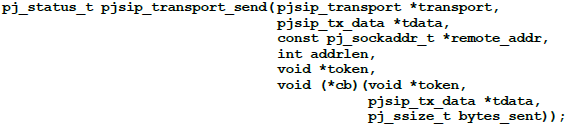 pj_status_t pjsip_transport_send(pjsip_transport *transport,
pjsip_tx_data *tdata,
const pj_sockaddr_t *remote_addr,
int addrlen,
void *token,
void (*cb)(void *token,
pjsip_tx_data *tdata,
pj_ssize_t bytes_sent));